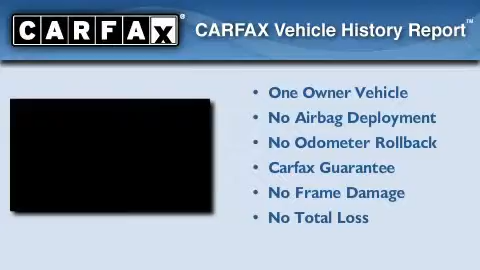 CARFAX® CARFAX Vehicle History Report™
• One Owner Vehicle
• No Airbag Deployment
• No Odometer Rollback
• Carfax Guarantee
• No Frame Damage
• No Total Loss